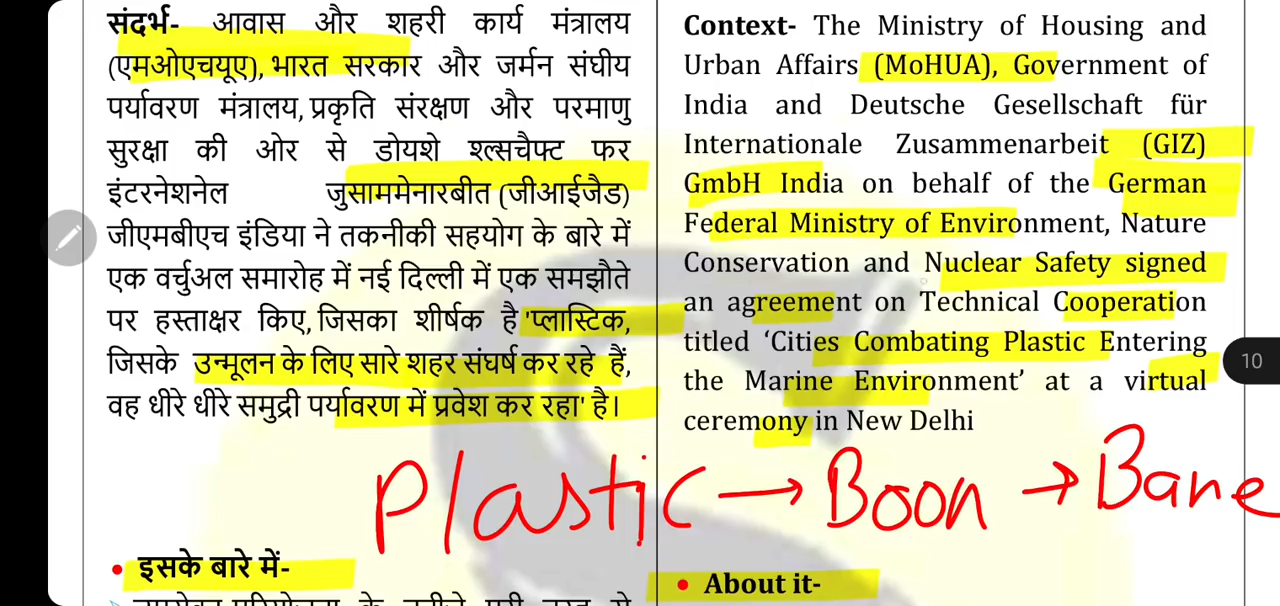 संदर्भ- आवास और शहरी कार्य मंत्रालय
(एमओएचयूए), भारत सरकार और जर्मन संघीय
पर्यावरण मंत्रालय, प्रकृति संरक्षण और परमाणु
सुरक्षा की ओर से डोयशे श्ल्सचैफ्ट फर
इंटरनेशनेल जुसाममेनारबीत (जीआईजैड)
जीएमबीएच इंडिया ने तकनीकी सहयोग के बारे में
एक वर्चुअल समारोह में नई दिल्ली में एक समझौते
पर हस्ताक्षर किए, जिसका शीर्षक है 'प्लास्टिक,
जिसके उन्मूलन के लिए सारे शहर संघर्ष कर रहे हैं,
वह धीरे धीरे समुद्री पर्यावरण में प्रवेश कर रहा' है।
Context- The Ministry of Housing and
Urban Affairs (MoHUA), Government of
India and Deutsche Gesellschaft für
Internationale Zusammenarbeit (GIZ)
GmbH India on behalf of the German
Federal Ministry of Environment, Nature
Conservation and Nuclear Safety signed
an agreement on Technical Cooperation
titled ‘Cities Combating Plastic Entering
the Marine Environment’ at a virtual
ceremony in New Delhi
10
Plastic → Boon → Bane
• इसके बारे में-
• About it-